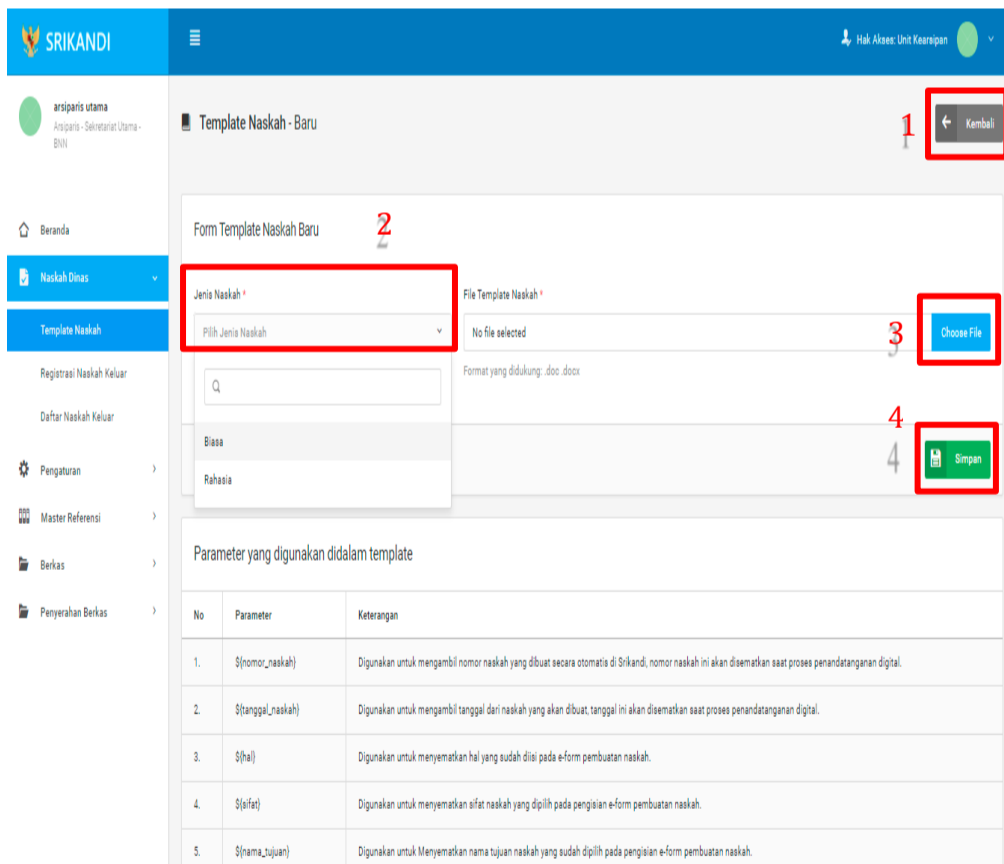 SRIKANDI
Hak Akses: Unit Kearsipan
arsiparis utama
Arsiparis - Sekretariat Utama -
BNN
Template Naskah - Baru
1
Kembali
Beranda
Naskah Dinas
Template Naskah
Registrasi Naskah Keluar
Daftar Naskah Keluar
Pengaturan
Master Referensi
Berkas
Penyerahan Berkas
Form Template Naskah Baru
2
Jenis Naskah *
File Template Naskah *
Pilih Jenis Naskah
No file selected
3
Choose File
Format yang didukung: .doc .docx
Biasa
Rahasia
4
Simpan
Parameter yang digunakan didalam template
No Parameter Keterangan
1. ${nomor_naskah} Digunakan untuk mengambil nomor naskah yang dibuat secara otomatis di Srikandi, nomor naskah ini akan disematkan saat proses penandatanganan digital.
2. ${tanggal_naskah} Digunakan untuk mengambil tanggal dari naskah yang akan dibuat, tanggal ini akan disematkan saat proses penandatanganan digital.
3. ${hal} Digunakan untuk menyematkan hal yang sudah diisi pada e-form pembuatan naskah.
4. ${sifat} Digunakan untuk menyematkan sifat naskah yang dipilih pada pengisian e-form pembuatan naskah.
5. ${nama_tujuan} Digunakan untuk Menyematkan nama tujuan naskah yang sudah dipilih pada pengisian e-form pembuatan naskah.